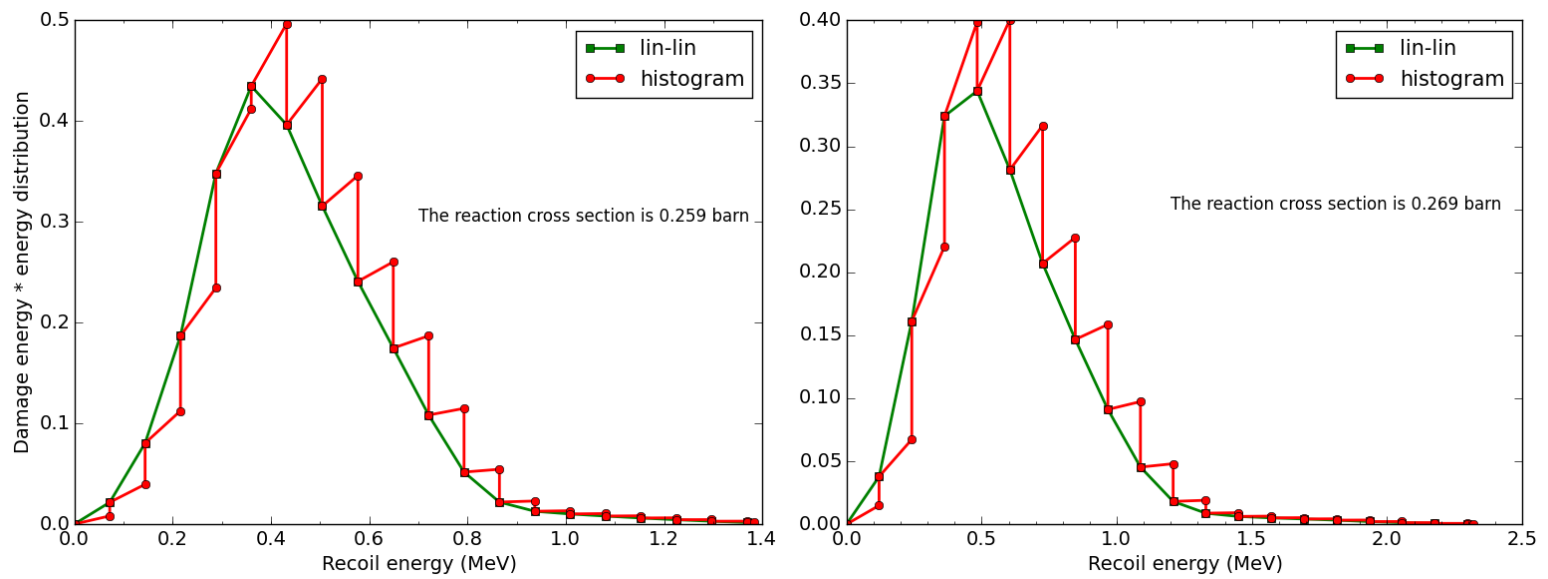 Damage energy * energy distribution
0.5
0.4
0.3
0.2
0.1
0.0
lin-lin
histogram
The reaction cross section is 0.259 barn
0.0 0.2 0.4 0.6 0.8 1.0 1.2 1.4
Recoil energy (MeV)
0.40
0.35
0.30
0.25
0.20
0.15
0.10
0.05
0.00
lin-lin
histogram
The reaction cross section is 0.269 barn
0.0 0.5 1.0 1.5 2.0 2.5
Recoil energy (MeV)